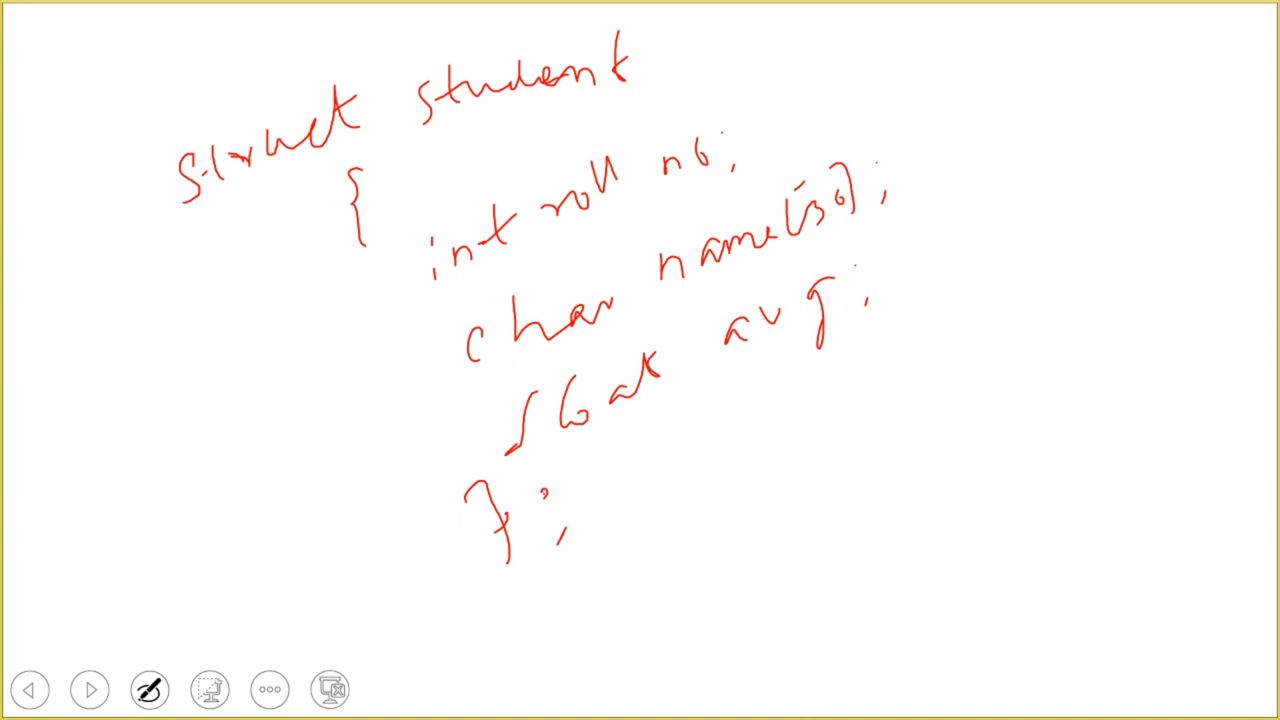 struct student
{
int roll no;
char name[30];
float avg;
};